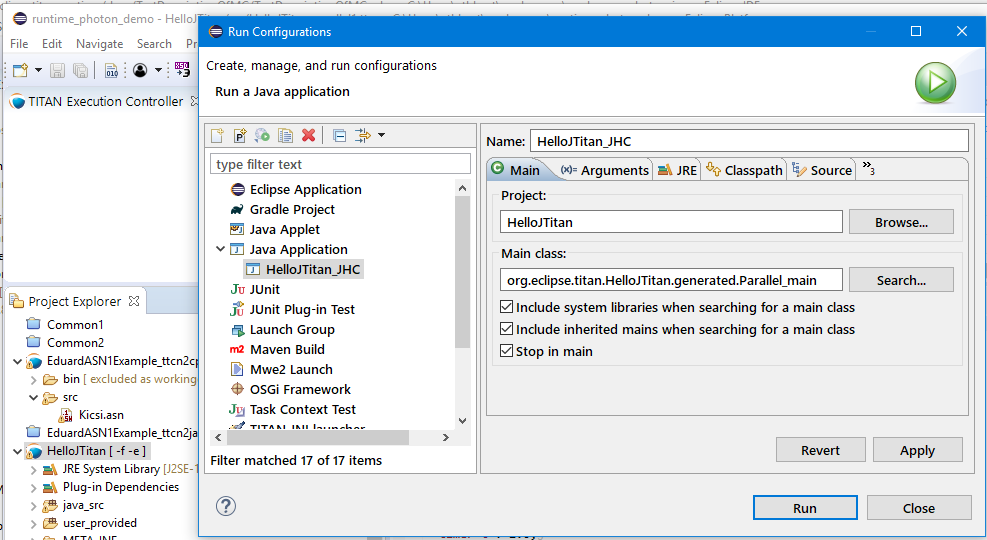 runtime_photon_demo - HelloJTitan
Run Configurations
File Edit Navigate Search
TITAN Execution Controller
Create, manage, and run configurations
Run a Java application
type filter text
Eclipse Application
Gradle Project
Java Applet
Java Application
HelloJTitan_JHC
JUnit
JUnit Plug-in Test
Launch Group
m2 Maven Build
Mwe2 Launch
OSGi Framework
Task Context Test
TITAN JNI launcher
Filter matched 17 of 17 items
Name: HelloJTitan_JHC
Main (x)= Arguments JRE Classpath Source »3
Project:
HelloJTitan
Browse...
Main class:
org.eclipse.titan.HelloJTitan.generated.Parallel_main
Search...
Include system libraries when searching for a main class
Include inherited mains when searching for a main class
Stop in main
Revert Apply
Run Close
Project Explorer
Common1
Common2
EduardASN1Example_ttcn2cp
bin [ excluded as working
src
Kicsi.asn
EduardASN1Example_ttcn2ja
HelloJTitan [ -f -e ]
JRE System Library [J2SE-1
Plug-in Dependencies
java_src
user_provided
META-INF